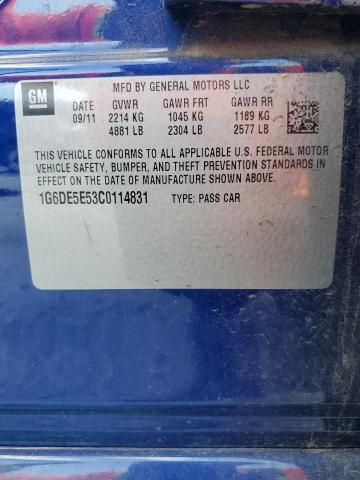 GM
MFD BY GENERAL MOTORS LLC
DATE GVWR GAWR FRT GAWR RR
09/11 2214 KG 1045 KG 1169 KG
4881 LB 2304 LB 2577 LB
THIS VEHICLE CONFORMS TO ALL APPLICABLE U.S. FEDERAL MOTOR
VEHICLE SAFETY, BUMPER, AND THEFT PREVENTION STANDARDS IN
EFFECT ON THE DATE OF MANUFACTURE SHOWN ABOVE.
1G6DE5E53C0114831 TYPE: PASS CAR